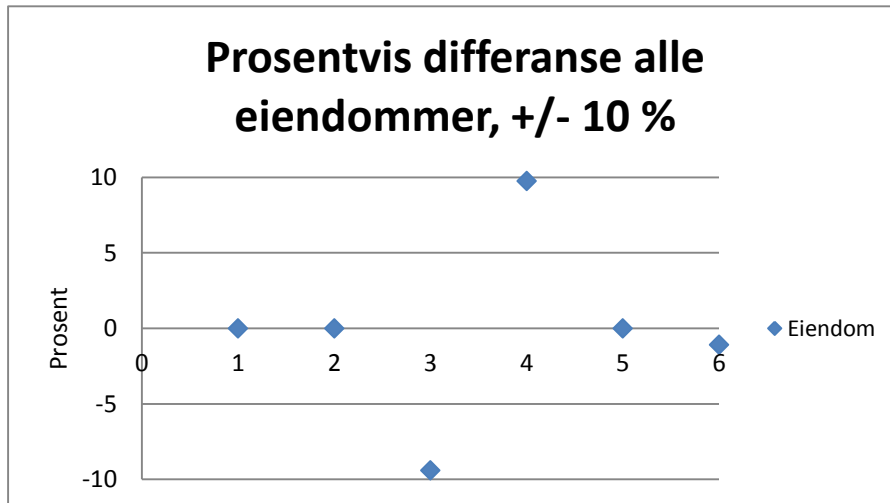 Prosentvis differanse alle
eiendommer, +/- 10 %
10
5
0
-5
-10
Prosent
0 1 2 3 4 5 6
Eiendom